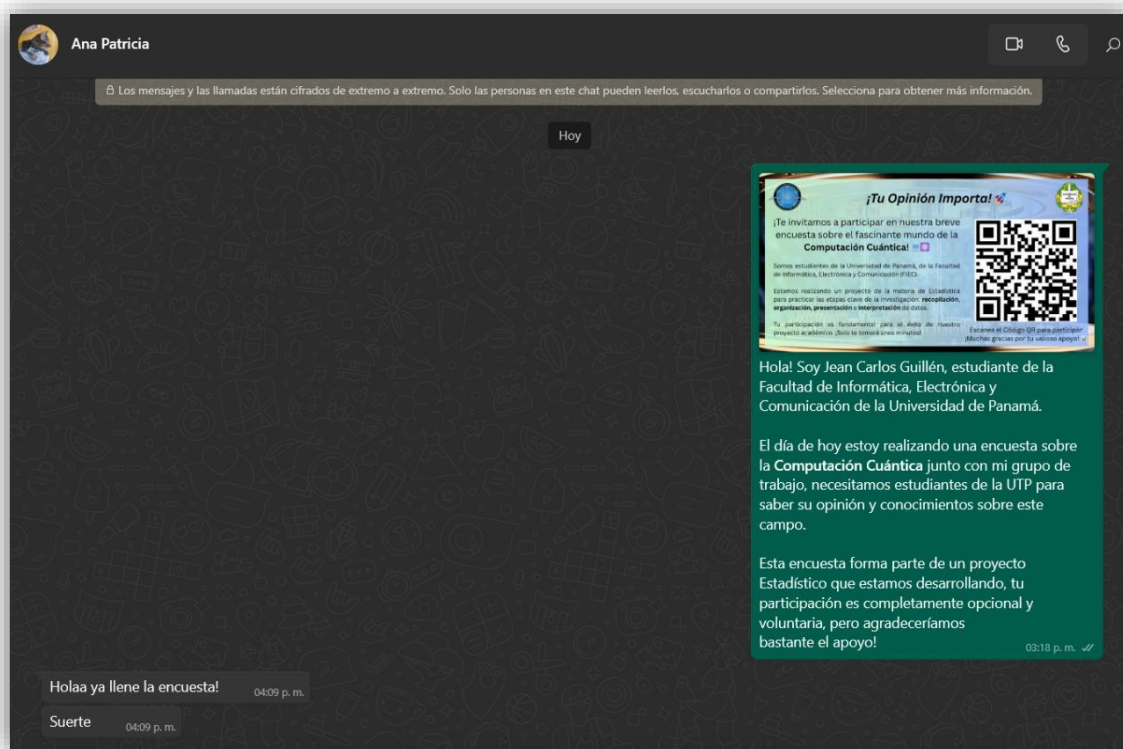 Ana Patricia
Los mensajes y las llamadas están cifrados de extremo a extremo. Solo las personas en este chat pueden leerlos, escucharlos o compartirlos. Selecciona para obtener más información.
Hoy
¡Tu Opinión Importa! 🚀
¡Te invitamos a participar en nuestra breve
encuesta sobre el fascinante mundo de la
Computación Cuántica! 💻⚛️
Somos estudiantes de la Universidad de Panamá, de la Facultad
de Informática, Electrónica y Comunicación (FIEC).
Estamos realizando un proyecto de la materia de Estadística
para practicar las etapas clave de la investigación: recopilación,
organización, presentación e interpretación de datos.
Tu participación es fundamental para el éxito de nuestro
proyecto académico. ¡Solo te tomará unos minutos!
Escanea el Código QR para participar
¡Muchas gracias por tu valioso apoyo!
Hola! Soy Jean Carlos Guillén, estudiante de la
Facultad de Informática, Electrónica y
Comunicación de la Universidad de Panamá.
El día de hoy estoy realizando una encuesta sobre
la Computación Cuántica junto con mi grupo de
trabajo, necesitamos estudiantes de la UTP para
saber su opinión y conocimientos sobre este
campo.
Esta encuesta forma parte de un proyecto
Estadístico que estamos desarrollando, tu
participación es completamente opcional y
voluntaria, pero agradeceríamos
bastante el apoyo!
03:18 p. m.
Holaa ya llene la encuesta!
04:09 p. m.
Suerte
04:09 p. m.